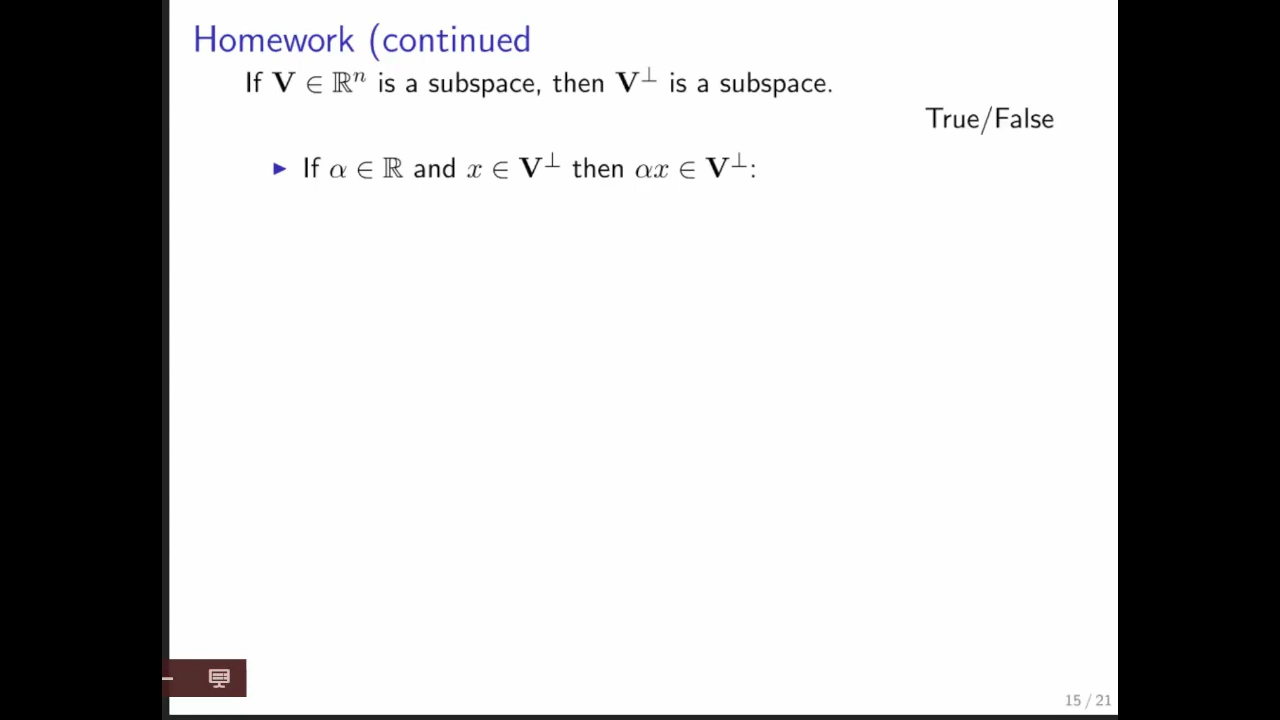 Homework (continued
If V ∈ ℝⁿ is a subspace, then V⊥ is a subspace.
True/False
► If α ∈ ℝ and x ∈ V⊥ then αx ∈ V⊥:
15 / 21